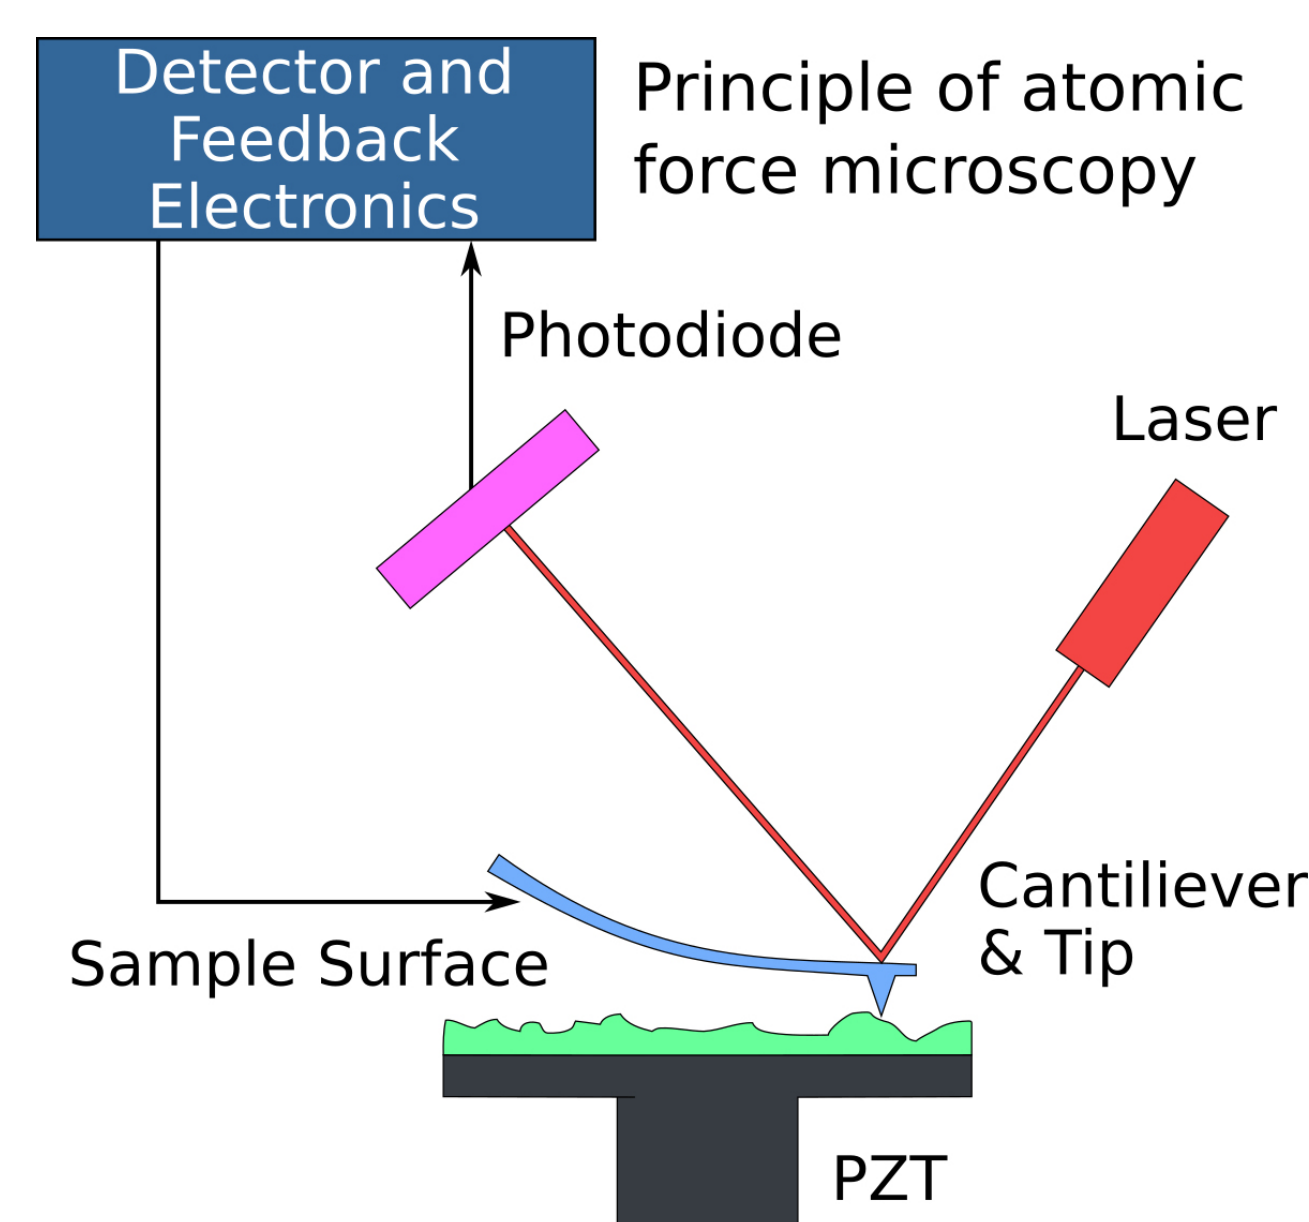 Detector and
Feedback
Electronics
Principle of atomic
force microscopy
Photodiode
Laser
Cantiliever
& Tip
Sample Surface
PZT